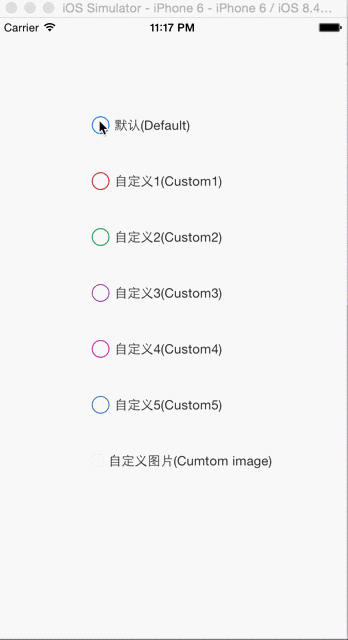 iOS Simulator - iPhone 6 - iPhone 6 / iOS 8.4...
Carrier 11:17 PM
默认(Default)
自定义1(Custom1)
自定义2(Custom2)
自定义3(Custom3)
自定义4(Custom4)
自定义5(Custom5)
自定义图片(Cumtom image)